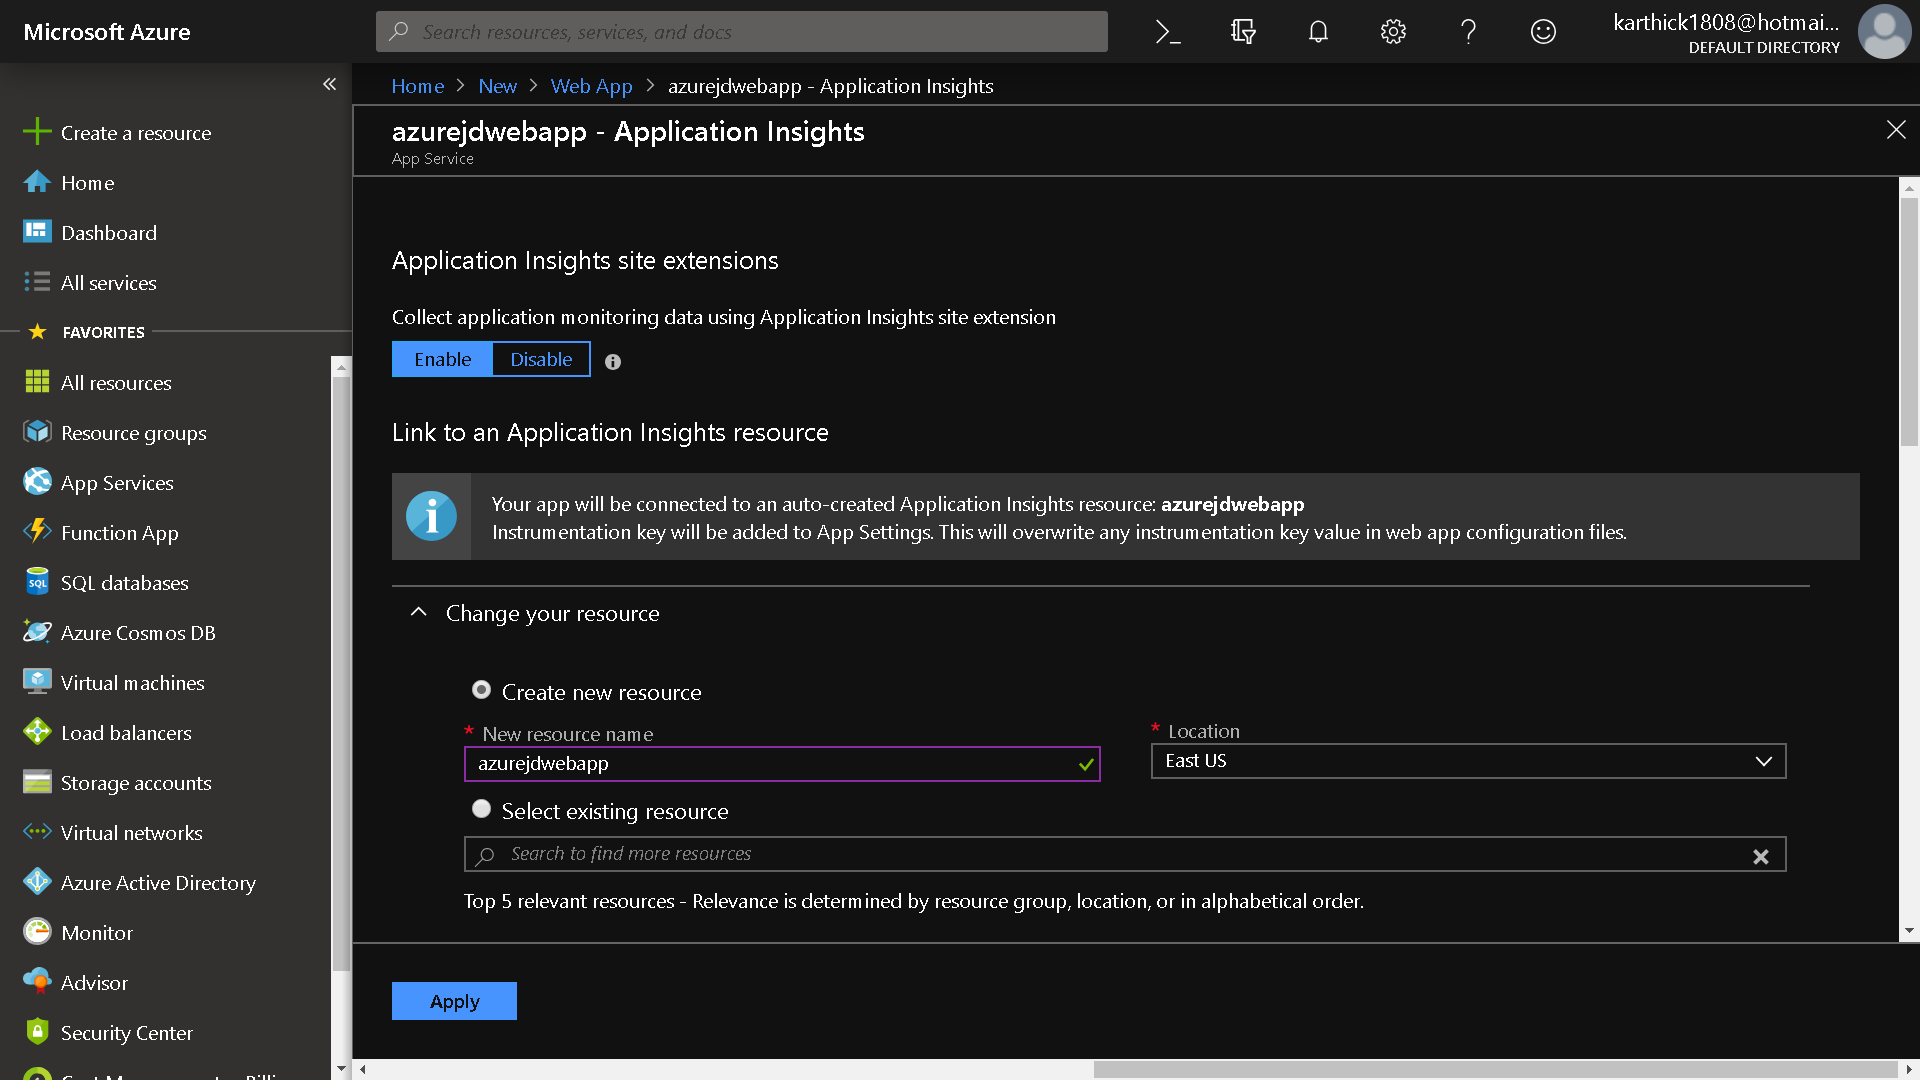 Microsoft Azure
Search resources, services, and docs
karthick1808@hotmai...
DEFAULT DIRECTORY
Create a resource
Home
Dashboard
All services
FAVORITES
All resources
Resource groups
App Services
Function App
SQL databases
Azure Cosmos DB
Virtual machines
Load balancers
Storage accounts
Virtual networks
Azure Active Directory
Monitor
Advisor
Security Center
Home > New > Web App > azurejdwebapp - Application Insights
azurejdwebapp - Application Insights
App Service
Application Insights site extensions
Collect application monitoring data using Application Insights site extension
Enable Disable
Link to an Application Insights resource
Your app will be connected to an auto-created Application Insights resource: azurejdwebapp
Instrumentation key will be added to App Settings. This will overwrite any instrumentation key value in web app configuration files.
Change your resource
Create new resource
* New resource name
azurejdwebapp
* Location
East US
Select existing resource
Search to find more resources
Top 5 relevant resources - Relevance is determined by resource group, location, or in alphabetical order.
Apply